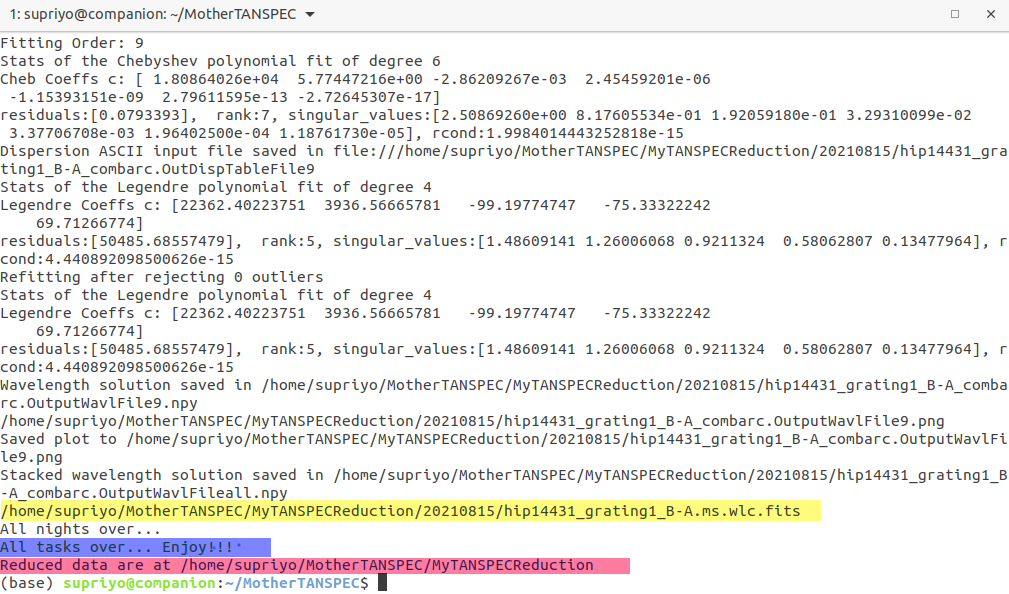 1: supriyo@companion: ~/MotherTANSPEC
Fitting Order: 9
Stats of the Chebyshev polynomial fit of degree 6
Cheb Coeffs c: [ 1.80864026e+04  5.77447216e+00 -2.86209267e-03  2.45459201e-06
 -1.15393151e-09  2.79611595e-13 -2.72645307e-17]
residuals:[0.0793393],  rank:7, singular_values:[2.50869260e+00 8.17605534e-01 1.92059180e-01 3.29310099e-02
 3.37706708e-03 1.96402500e-04 1.18761730e-05], rcond:1.9984014443252818e-15
Dispersion ASCII input file saved in file:///home/supriyo/MotherTANSPEC/MyTANSPECReduction/20210815/hip14431_gra
ting1_B-A_combarc.OutDispTableFile9
Stats of the Legendre polynomial fit of degree 4
Legendre Coeffs c: [22362.40223751  3936.56665781   -99.19774747   -75.33322242
    69.71266774]
residuals:[50485.68557479],  rank:5, singular_values:[1.48609141 1.26006068 0.9211324  0.58062807 0.13477964], r
cond:4.440892098500626e-15
Refitting after rejecting 0 outliers
Stats of the Legendre polynomial fit of degree 4
Legendre Coeffs c: [22362.40223751  3936.56665781   -99.19774747   -75.33322242
    69.71266774]
residuals:[50485.68557479],  rank:5, singular_values:[1.48609141 1.26006068 0.9211324  0.58062807 0.13477964], r
cond:4.440892098500626e-15
Wavelength solution saved in /home/supriyo/MotherTANSPEC/MyTANSPECReduction/20210815/hip14431_grating1_B-A_comba
rc.OutputWavlFile9.npy
/home/supriyo/MotherTANSPEC/MyTANSPECReduction/20210815/hip14431_grating1_B-A_combarc.OutputWavlFile9.png
Saved plot to /home/supriyo/MotherTANSPEC/MyTANSPECReduction/20210815/hip14431_grating1_B-A_combarc.OutputWavlFi
le9.png
Stacked wavelength solution saved in /home/supriyo/MotherTANSPEC/MyTANSPECReduction/20210815/hip14431_grating1_B
-A_combarc.OutputWavlFileall.npy
/home/supriyo/MotherTANSPEC/MyTANSPECReduction/20210815/hip14431_grating1_B-A.ms.wlc.fits
All nights over...
All tasks over... Enjoy!!!
Reduced data are at /home/supriyo/MotherTANSPEC/MyTANSPECReduction
(base) supriyo@companion:~/MotherTANSPEC$